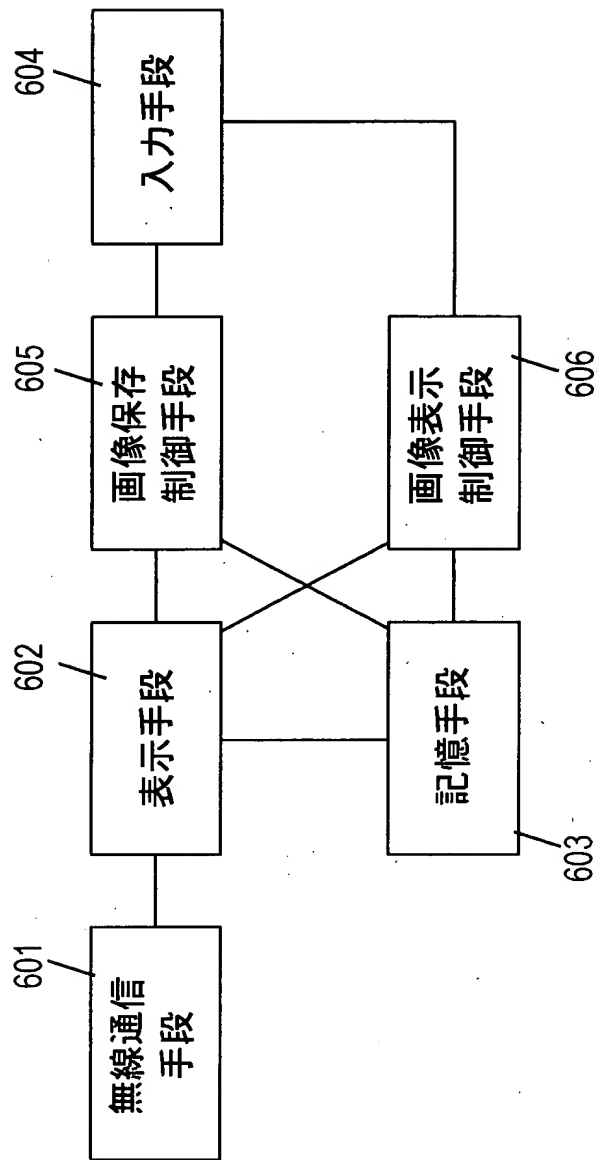 601
無線通信
手段
602
表示手段
605
画像保存
制御手段
604
入力手段
603
記憶手段
606
画像表示
制御手段